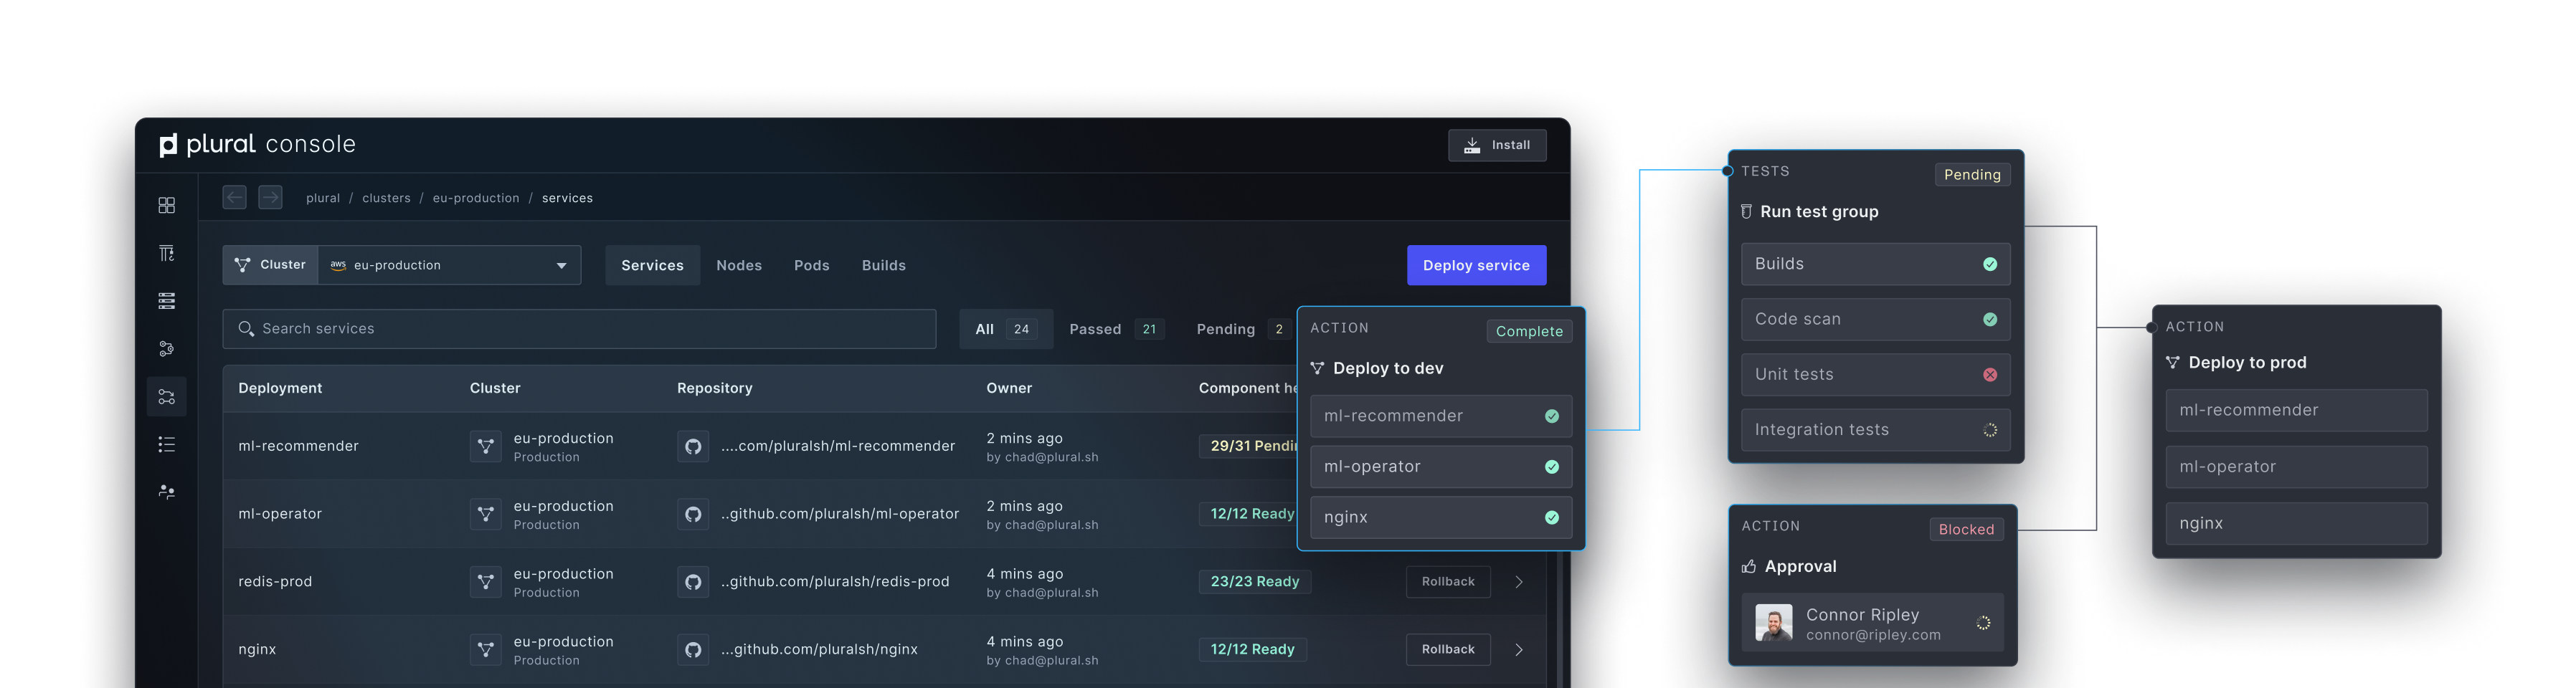 plural console
Install
plural / clusters / eu-production / services
Cluster
aws eu-production
Services
Nodes
Pods
Builds
Deploy service
Search services
All 24
Passed 21
Pending 2
Deployment Cluster Repository Owner Component he
ml-recommender
eu-production
Production
....com/pluralsh/ml-recommender
2 mins ago
by chad@plural.sh
29/31 Pendin
ml-operator
eu-production
Production
..github.com/pluralsh/ml-operator
2 mins ago
by chad@plural.sh
12/12 Ready
redis-prod
eu-production
Production
..github.com/pluralsh/redis-prod
4 mins ago
by chad@plural.sh
23/23 Ready
Rollback
nginx
eu-production
Production
...github.com/pluralsh/nginx
4 mins ago
by chad@plural.sh
12/12 Ready
Rollback
ACTION
Complete
Deploy to dev
ml-recommender
ml-operator
nginx
TESTS
Pending
Run test group
Builds
Code scan
Unit tests
Integration tests
ACTION
Blocked
Approval
Connor Ripley
connor@ripley.com
ACTION
Deploy to prod
ml-recommender
ml-operator
nginx